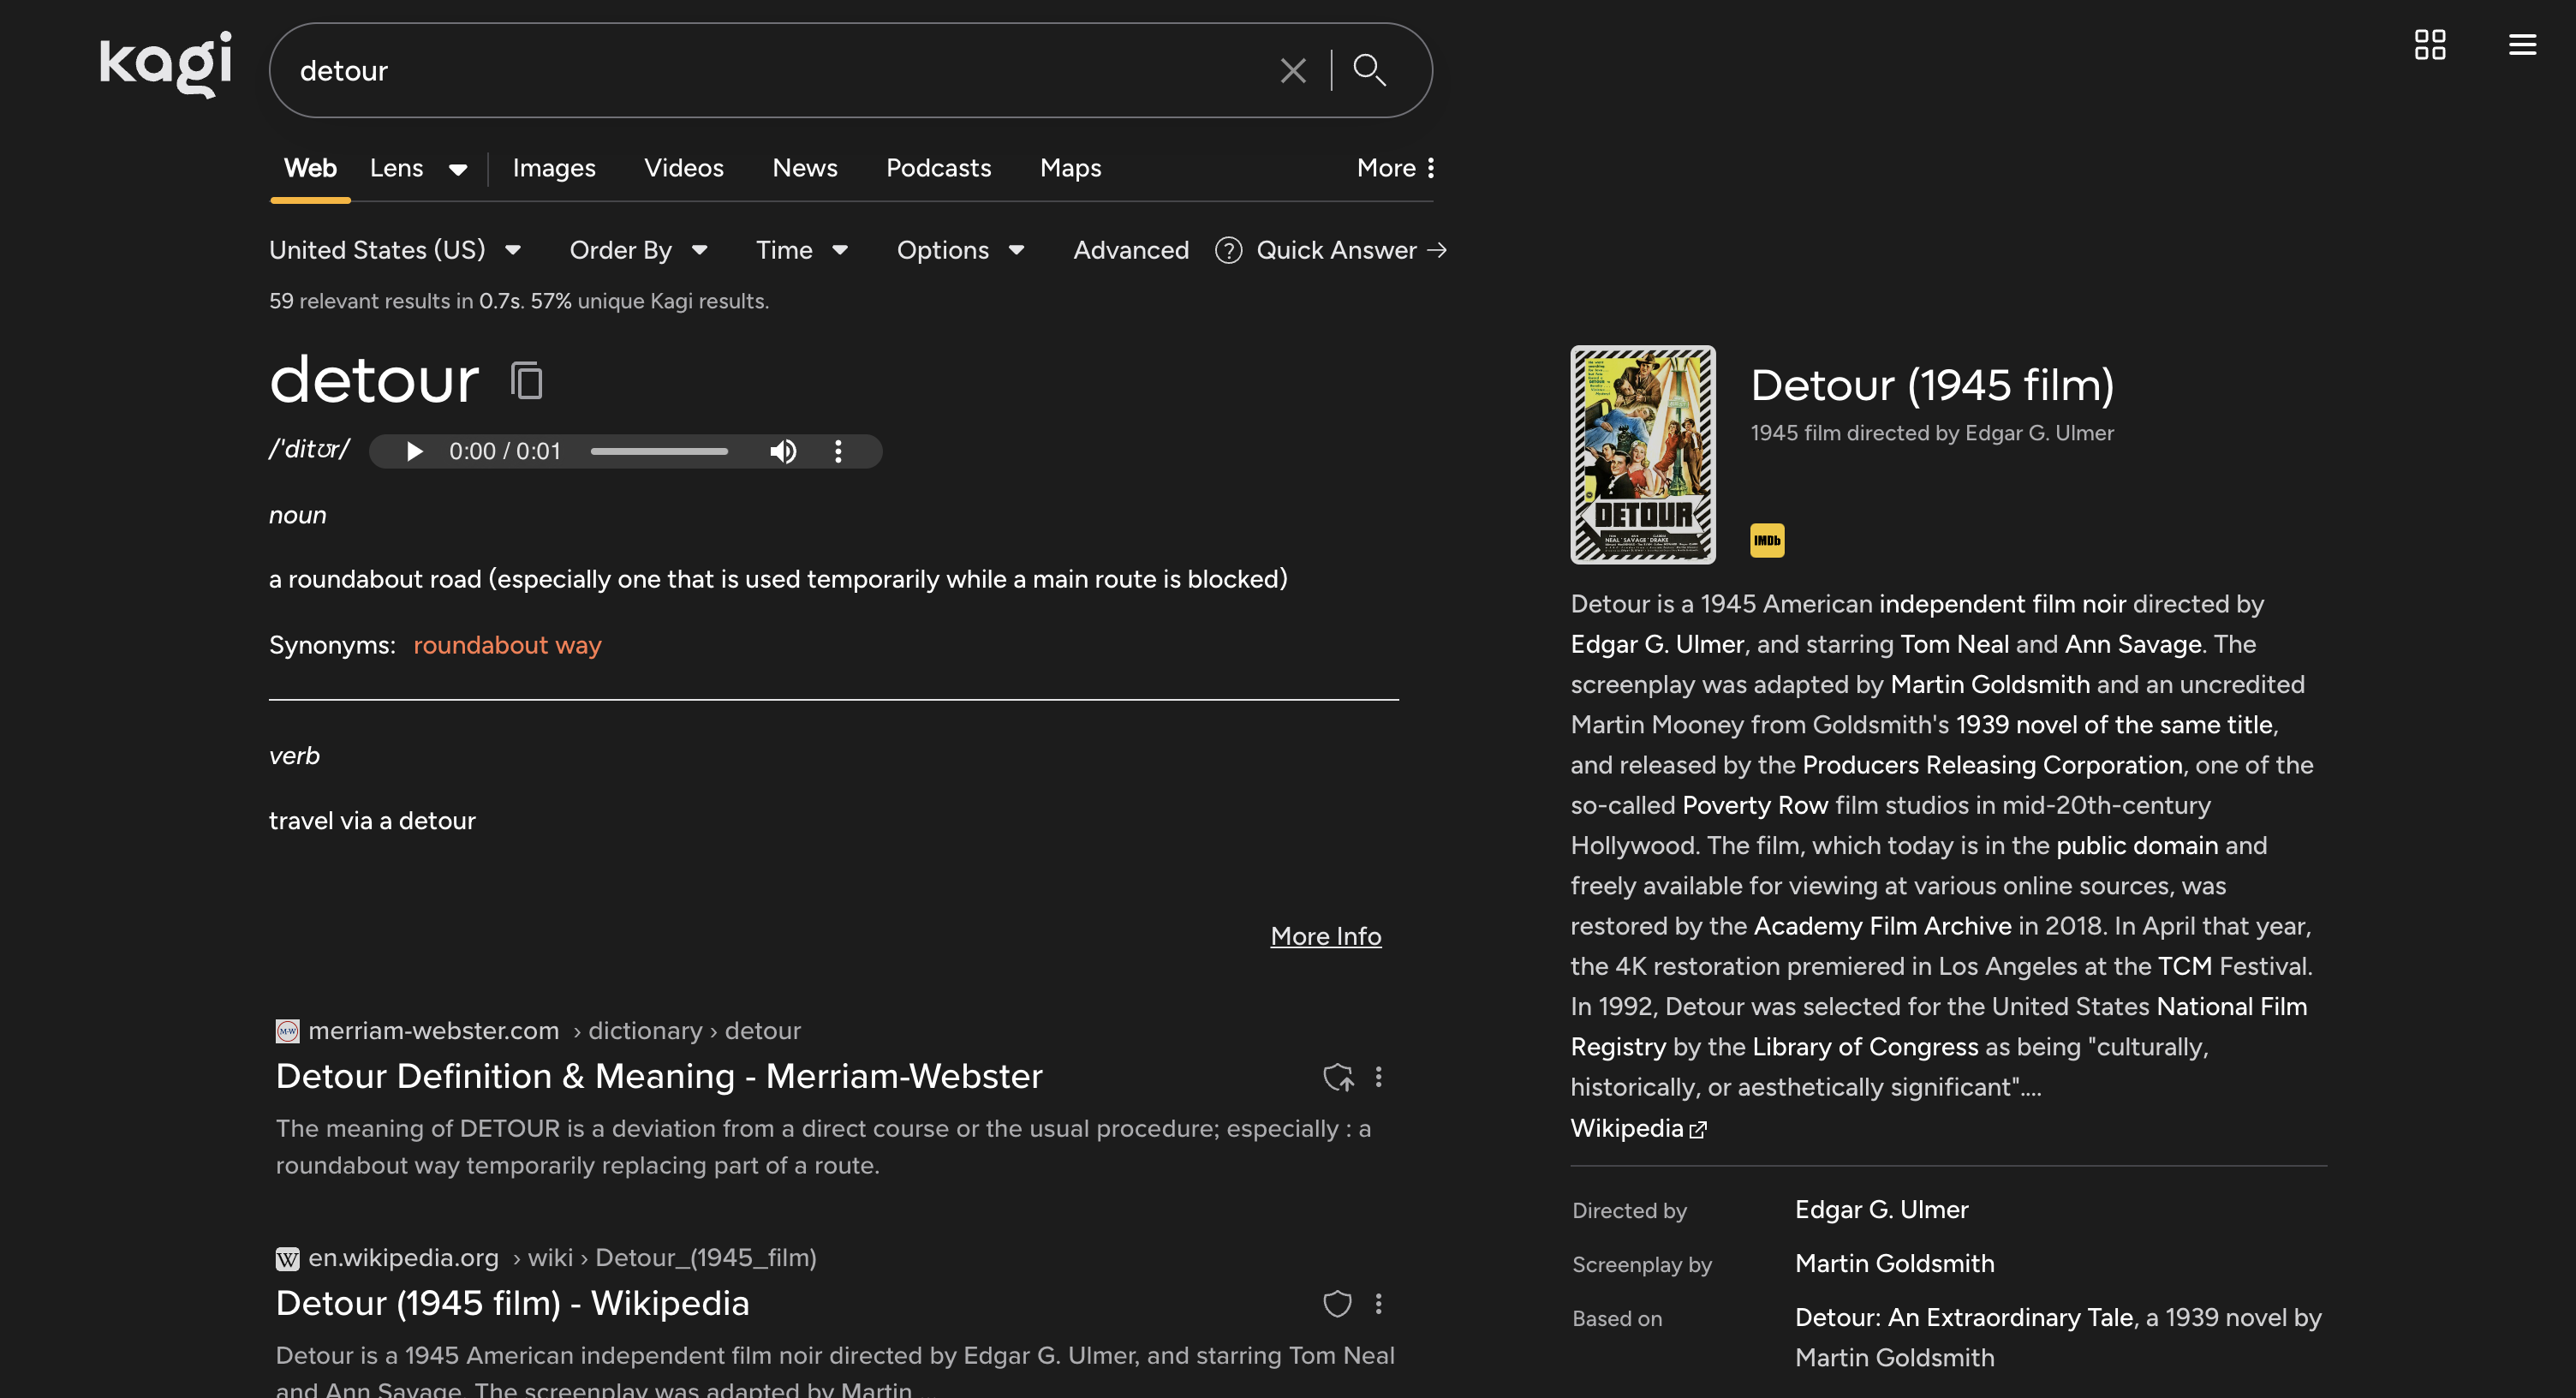 kagi
detour
Web Lens Images Videos News Podcasts Maps More
United States (US) Order By Time Options Advanced ? Quick Answer →
59 relevant results in 0.7s. 57% unique Kagi results.
detour
/'ditʊr/ 0:00 / 0:01
noun
a roundabout road (especially one that is used temporarily while a main route is blocked)
Synonyms: roundabout way
verb
travel via a detour
More Info
merriam-webster.com › dictionary › detour
Detour Definition & Meaning - Merriam-Webster
The meaning of DETOUR is a deviation from a direct course or the usual procedure; especially : a
roundabout way temporarily replacing part of a route.
W en.wikipedia.org › wiki › Detour_(1945_film)
Detour (1945 film) - Wikipedia
Detour is a 1945 American independent film noir directed by Edgar G. Ulmer, and starring Tom Neal
and Ann Savage. The screenplay was adapted by Martin ...
DETOUR
NEAL SAVAGE DRAKE
Detour (1945 film)
1945 film directed by Edgar G. Ulmer
IMDb
Detour is a 1945 American independent film noir directed by
Edgar G. Ulmer, and starring Tom Neal and Ann Savage. The
screenplay was adapted by Martin Goldsmith and an uncredited
Martin Mooney from Goldsmith's 1939 novel of the same title,
and released by the Producers Releasing Corporation, one of the
so-called Poverty Row film studios in mid-20th-century
Hollywood. The film, which today is in the public domain and
freely available for viewing at various online sources, was
restored by the Academy Film Archive in 2018. In April that year,
the 4K restoration premiered in Los Angeles at the TCM Festival.
In 1992, Detour was selected for the United States National Film
Registry by the Library of Congress as being "culturally,
historically, or aesthetically significant"....
Wikipedia
Directed by Edgar G. Ulmer
Screenplay by Martin Goldsmith
Based on Detour: An Extraordinary Tale, a 1939 novel by
Martin Goldsmith